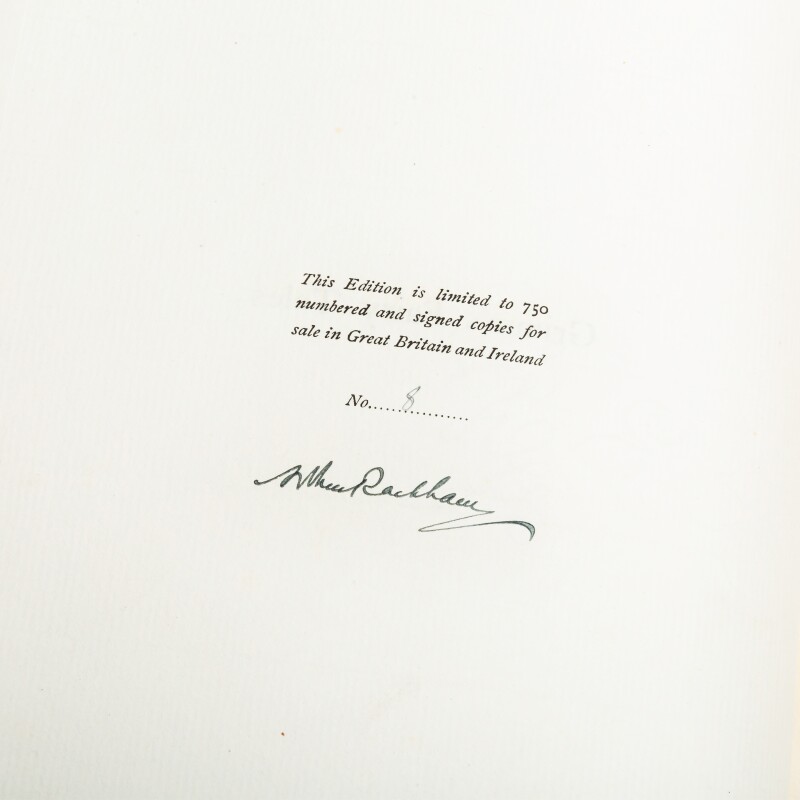 This Edition is limited to 750
numbered and signed copies for
sale in Great Britain and Ireland
No......8..........
Arthur Rackham